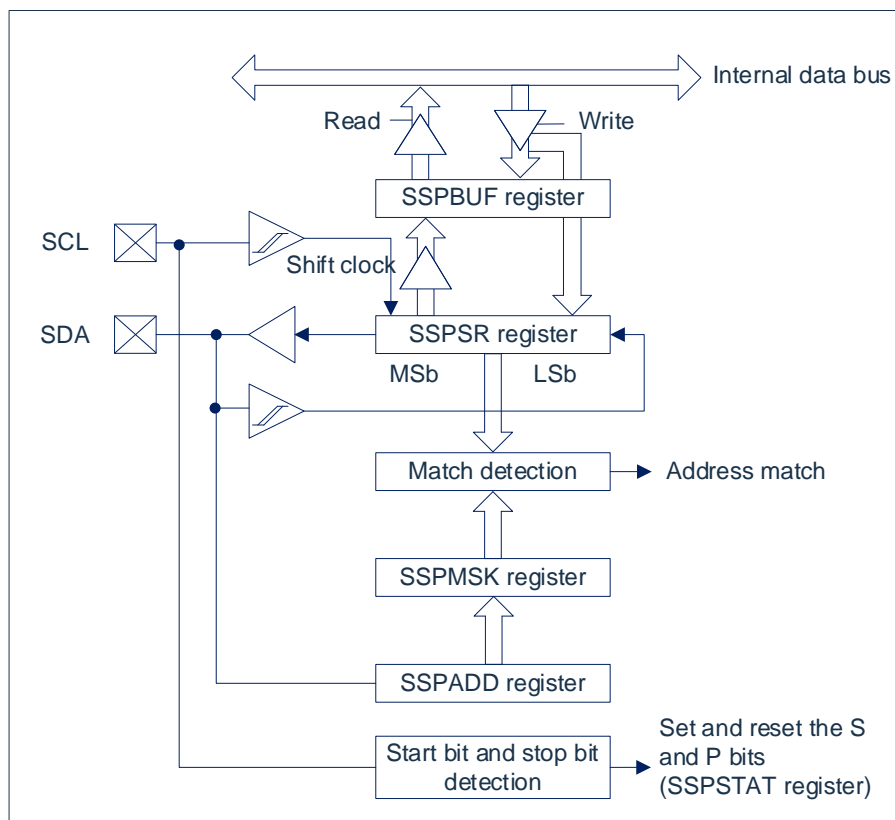 Internal data bus
Read
Write
SSPBUF register
SCL
Shift clock
SDA
SSPSR register
MSb
LSb
Match detection
Address match
SSPMSK register
SSPADD register
Start bit and stop bit
detection
Set and reset the S
and P bits
(SSPSTAT register)